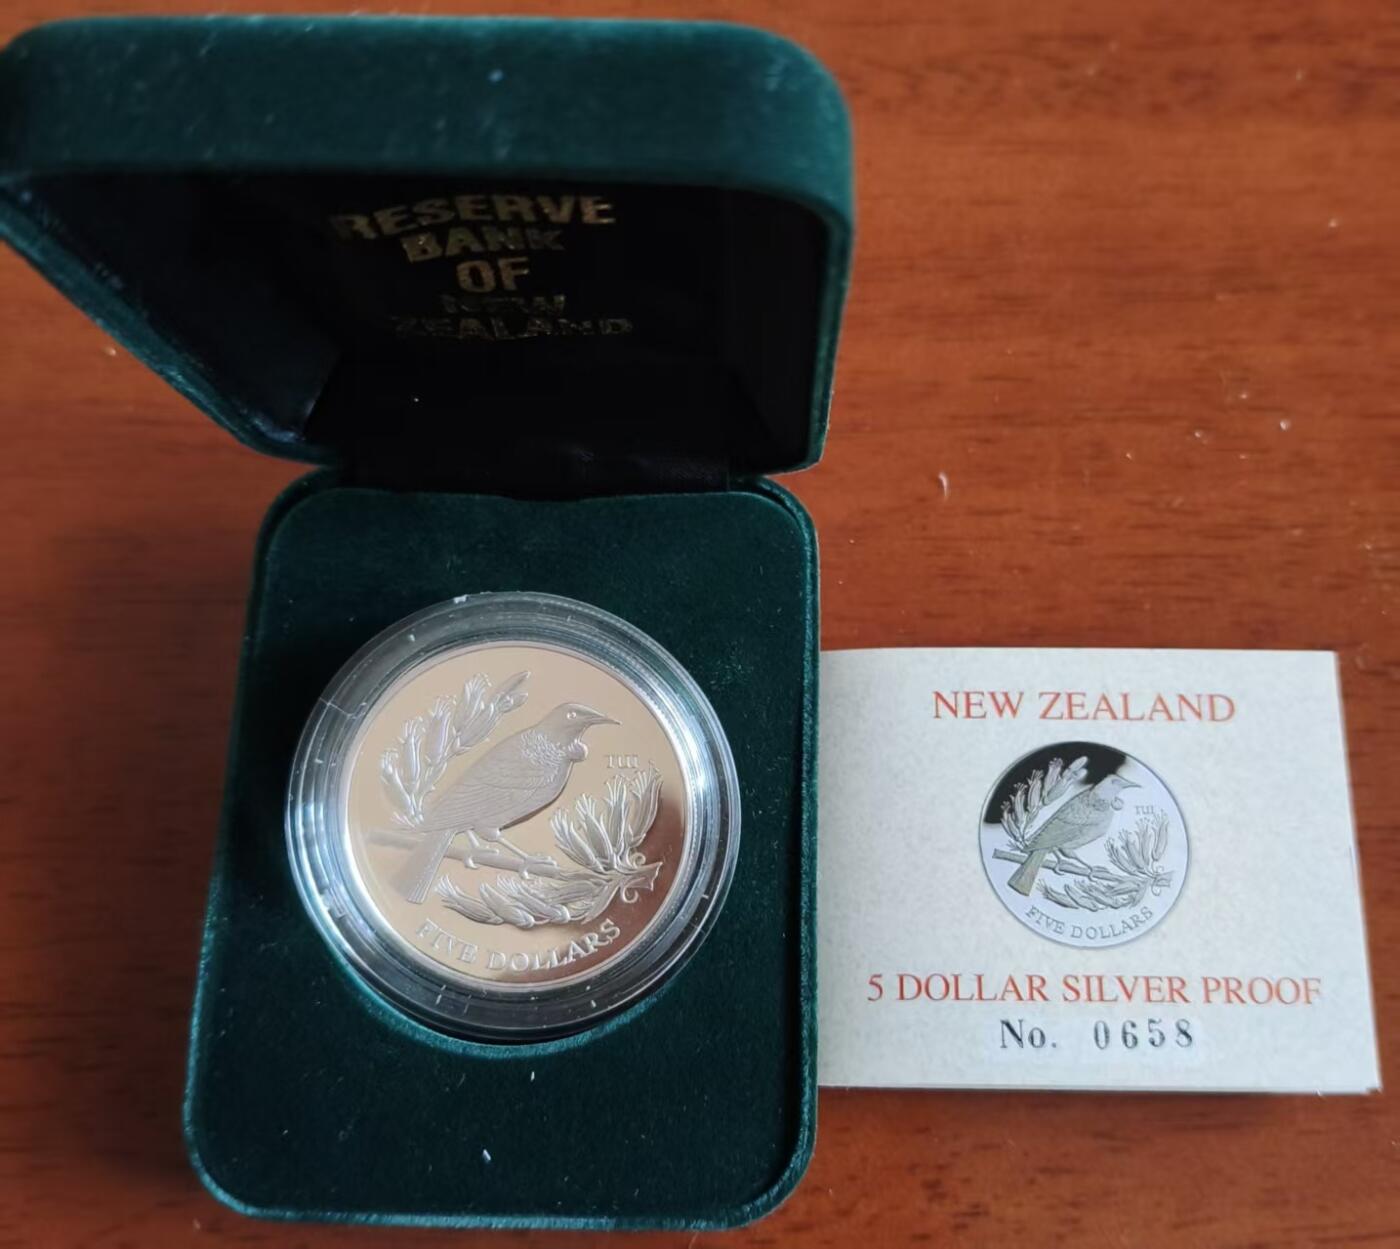 RESERVE
BANK
OF
NEW
ZEALAND
TUI
FIVE DOLLARS
NEW ZEALAND
TUI
FIVE DOLLARS
5 DOLLAR SILVER PROOF
No. 0658